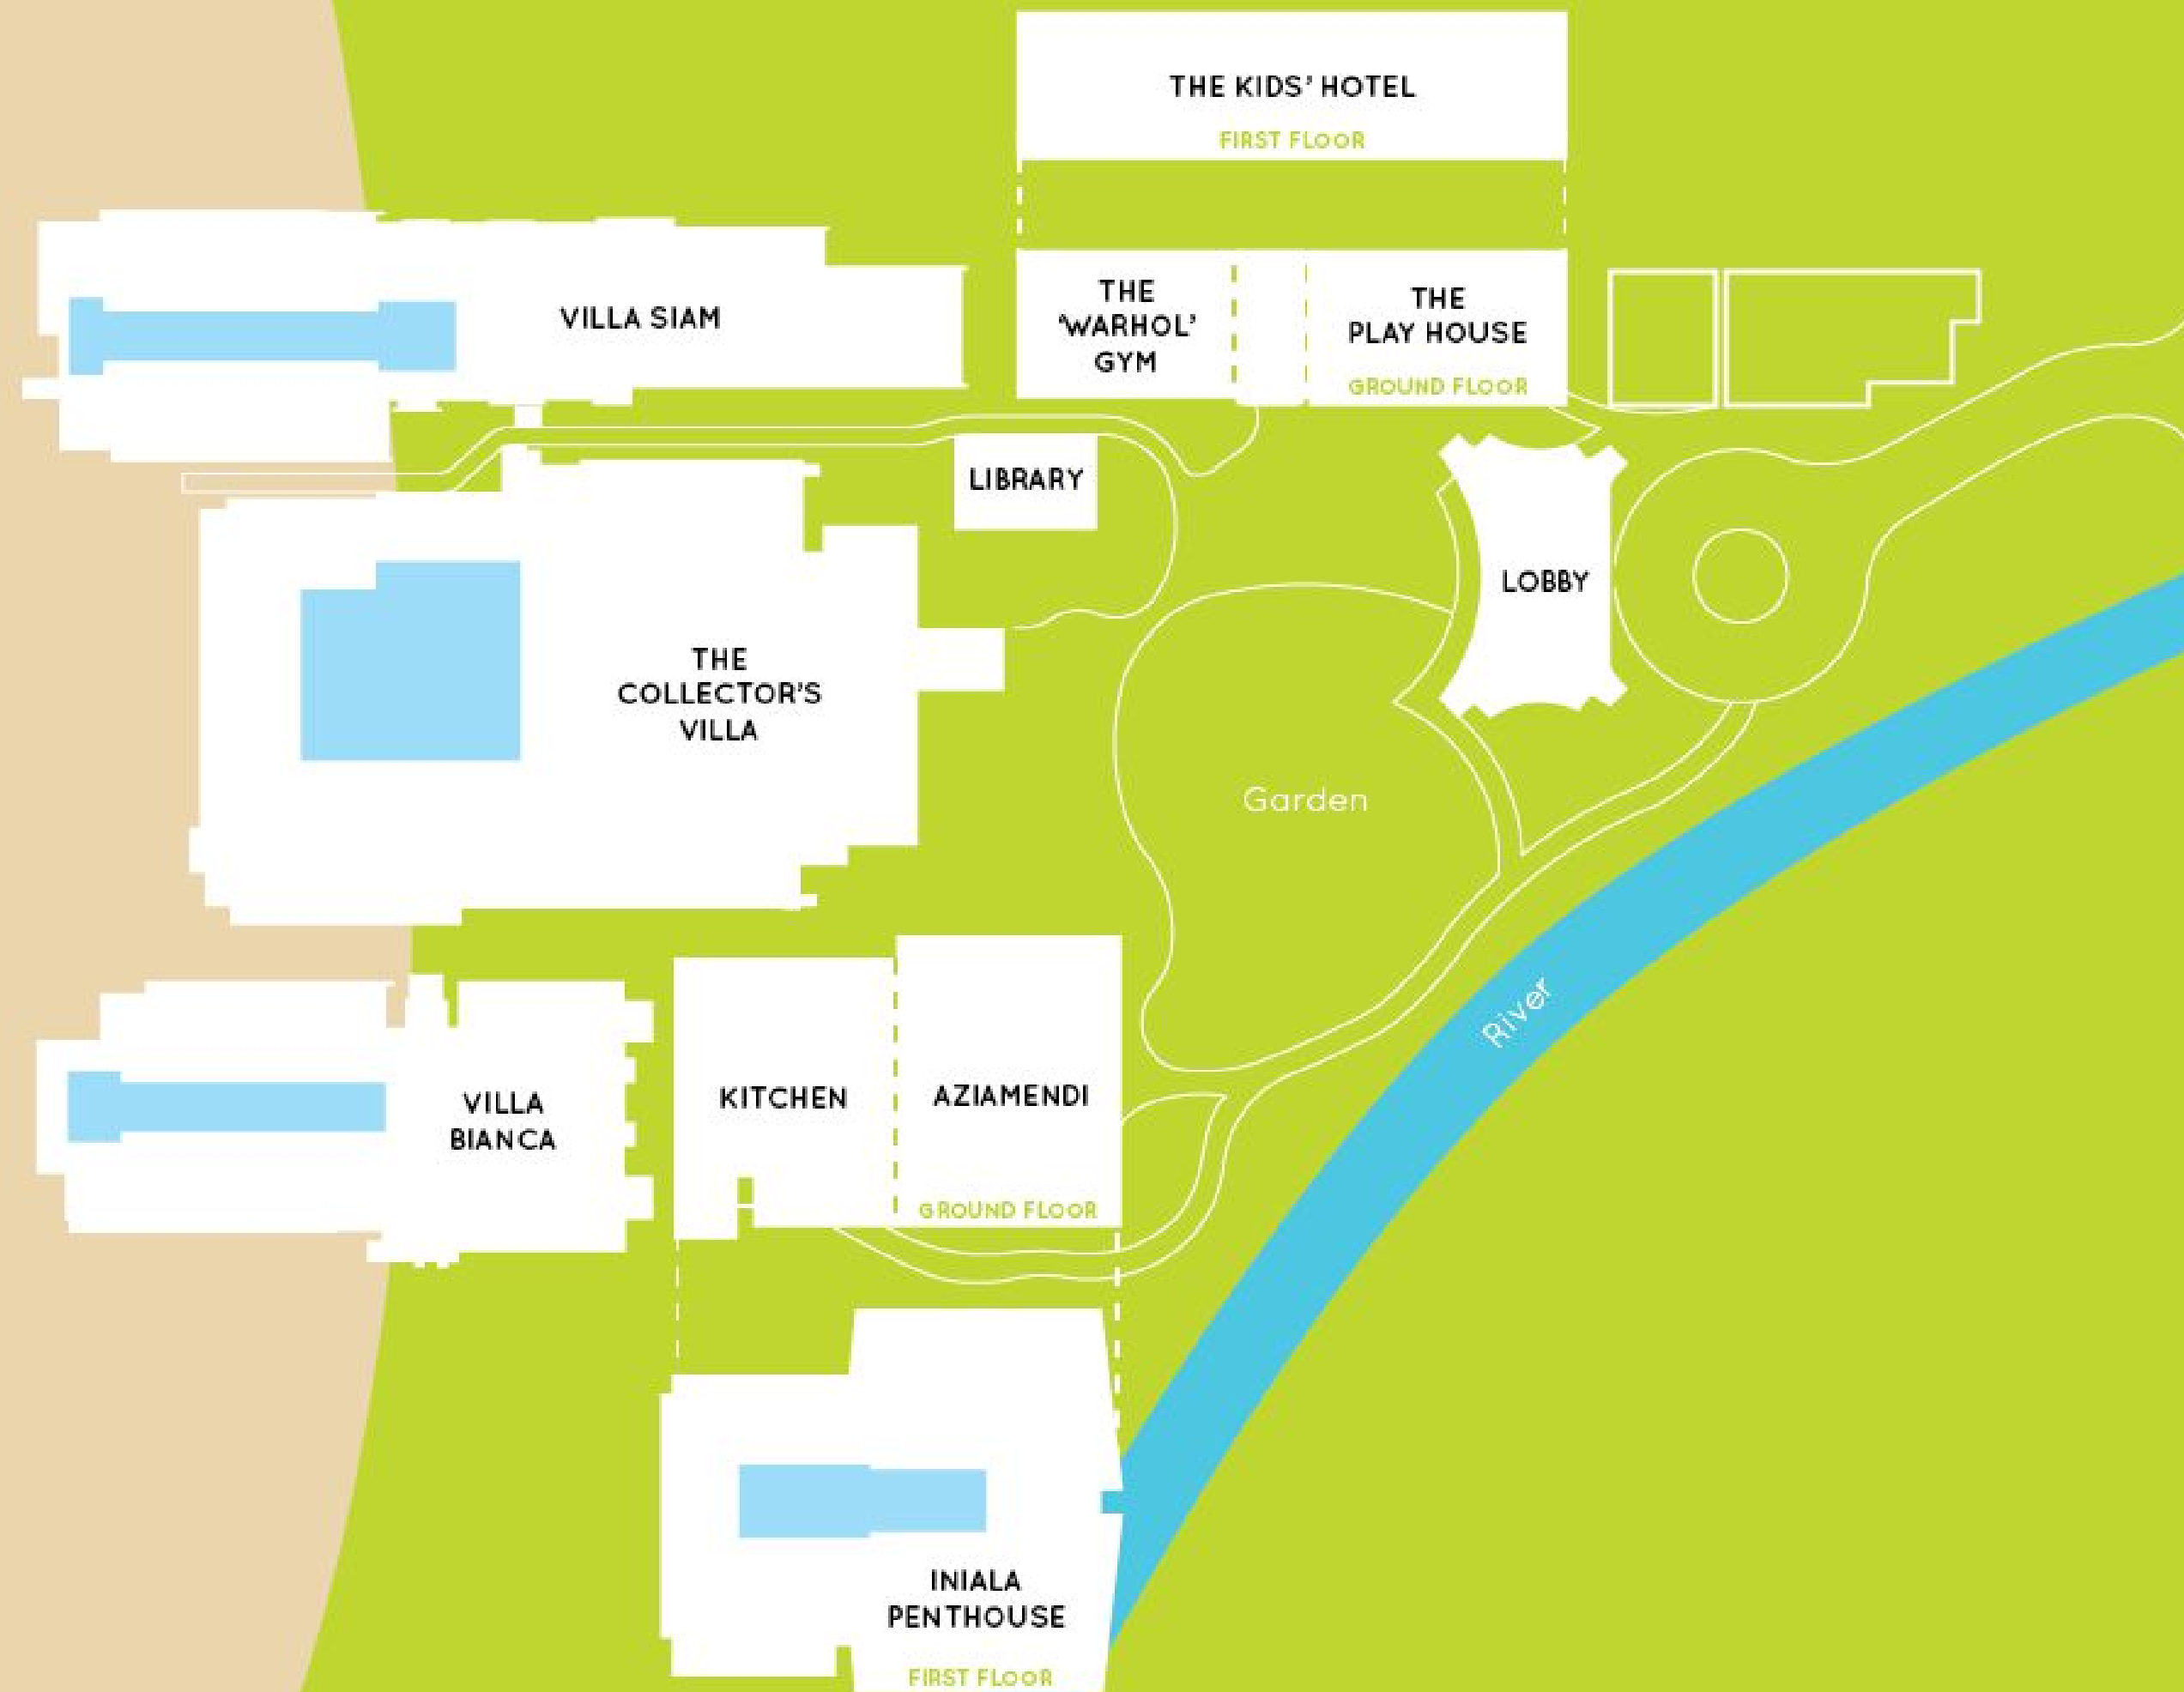 THE KIDS’ HOTEL
FIRST FLOOR
VILLA SIAM
THE
‘WARHOL’
GYM
THE
PLAY HOUSE
GROUND FLOOR
LIBRARY
LOBBY
THE
COLLECTOR’S
VILLA
Garden
River
VILLA
BIANCA
KITCHEN
AZIAMENDI
GROUND FLOOR
INIALA
PENTHOUSE
FIRST FLOOR